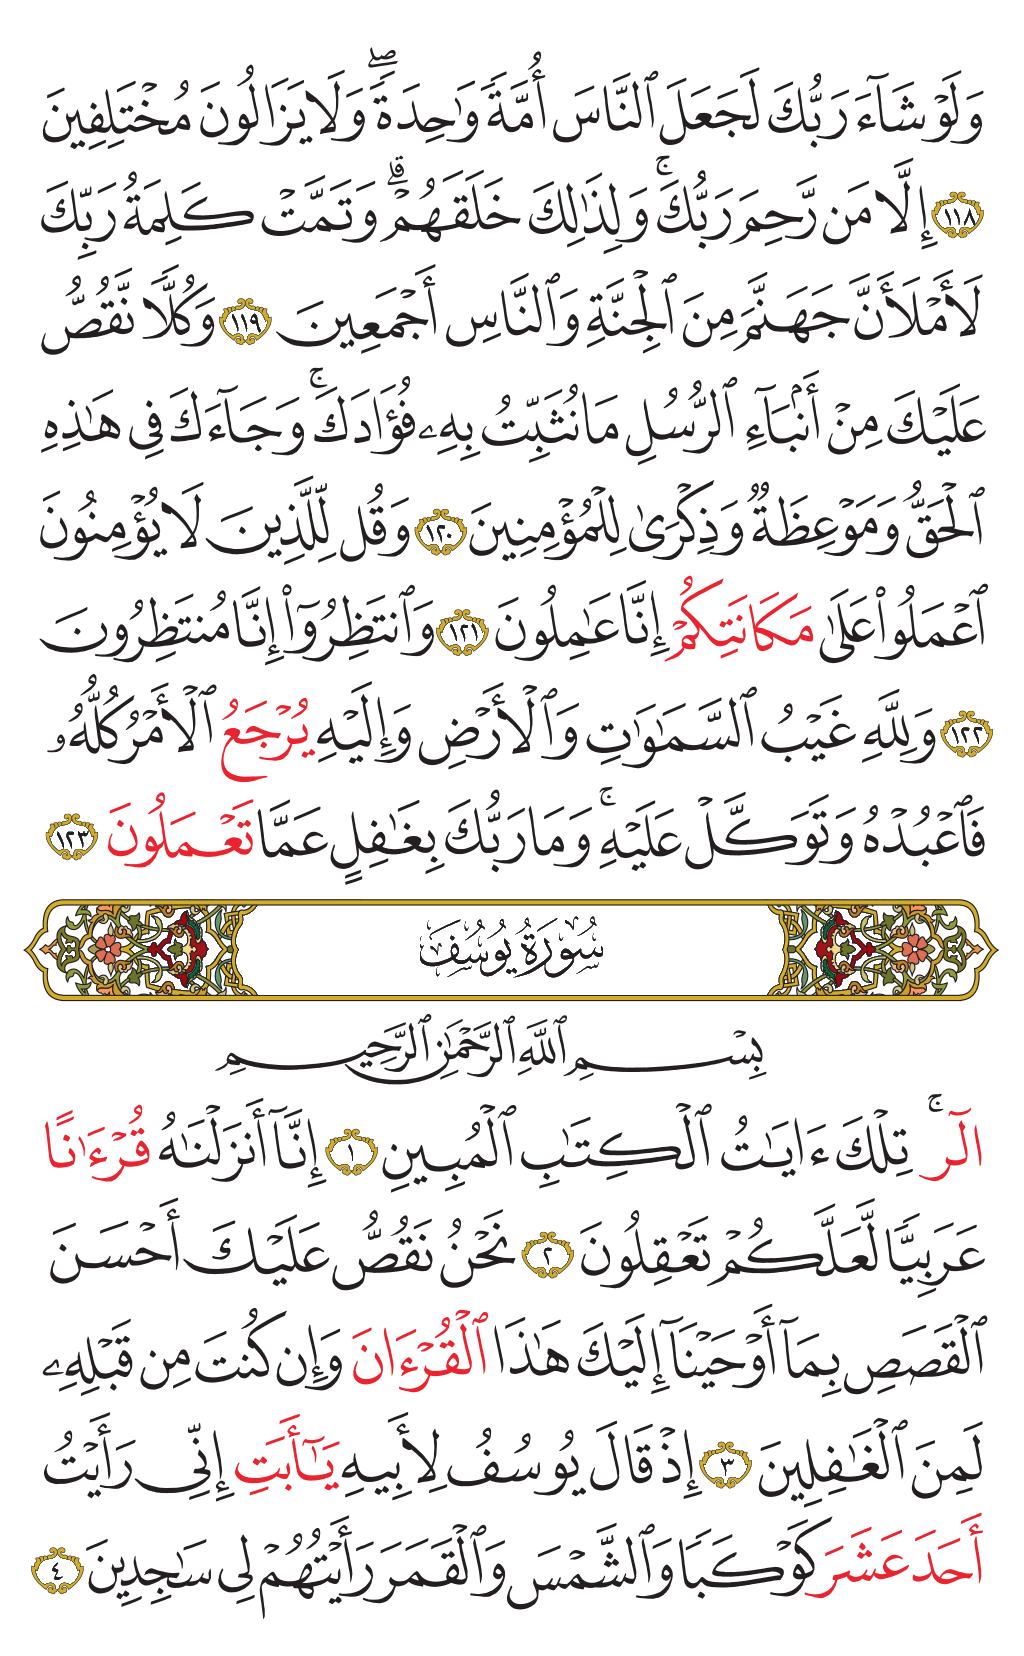 وَلَوْ شَآءَ رَبُّكَ لَجَعَلَ ٱلنَّاسَ أُمَّةً وَٰحِدَةًۖ وَلَا يَزَالُونَ مُخْتَلِفِينَ
١١٨ إِلَّا مَن رَّحِمَ رَبُّكَۚ وَلِذَٰلِكَ خَلَقَهُمْۗ وَتَمَّتْ كَلِمَةُ رَبِّكَ
لَأَمْلَأَنَّ جَهَنَّمَ مِنَ ٱلْجِنَّةِ وَٱلنَّاسِ أَجْمَعِينَ ١١٩ وَكُلًّا نَّقُصُّ
عَلَيْكَ مِنْ أَنۢبَآءِ ٱلرُّسُلِ مَا نُثَبِّتُ بِهِۦ فُؤَادَكَۚ وَجَآءَكَ فِي هَٰذِهِ
ٱلْحَقُّ وَمَوْعِظَةٌ وَذِكْرَىٰ لِلْمُؤْمِنِينَ ١٢٠ وَقُل لِّلَّذِينَ لَا يُؤْمِنُونَ
ٱعْمَلُوا۟ عَلَىٰ مَكَانَتِكُمْ إِنَّا عَٰمِلُونَ ١٢١ وَٱنتَظِرُوٓا۟ إِنَّا مُنتَظِرُونَ
١٢٢ وَلِلَّهِ غَيْبُ ٱلسَّمَٰوَٰتِ وَٱلْأَرْضِ وَإِلَيْهِ يُرْجَعُ ٱلْأَمْرُ كُلُّهُۥ
فَٱعْبُدْهُ وَتَوَكَّلْ عَلَيْهِۚ وَمَا رَبُّكَ بِغَٰفِلٍ عَمَّا تَعْمَلُونَ ١٢٣
سُورَةُ يُوسُفَ
بِسْمِ ٱللَّهِ ٱلرَّحْمَٰنِ ٱلرَّحِيمِ
الٓرۚ تِلْكَ ءَايَٰتُ ٱلْكِتَٰبِ ٱلْمُبِينِ ١ إِنَّآ أَنزَلْنَٰهُ قُرْءَٰنًا
عَرَبِيًّا لَّعَلَّكُمْ تَعْقِلُونَ ٢ نَحْنُ نَقُصُّ عَلَيْكَ أَحْسَنَ
ٱلْقَصَصِ بِمَآ أَوْحَيْنَآ إِلَيْكَ هَٰذَا ٱلْقُرْءَانَ وَإِن كُنتَ مِن قَبْلِهِۦ
لَمِنَ ٱلْغَٰفِلِينَ ٣ إِذْ قَالَ يُوسُفُ لِأَبِيهِ يَٰٓأَبَتِ إِنِّي رَأَيْتُ
أَحَدَ عَشَرَ كَوْكَبًا وَٱلشَّمْسَ وَٱلْقَمَرَ رَأَيْتُهُمْ لِي سَٰجِدِينَ ٤